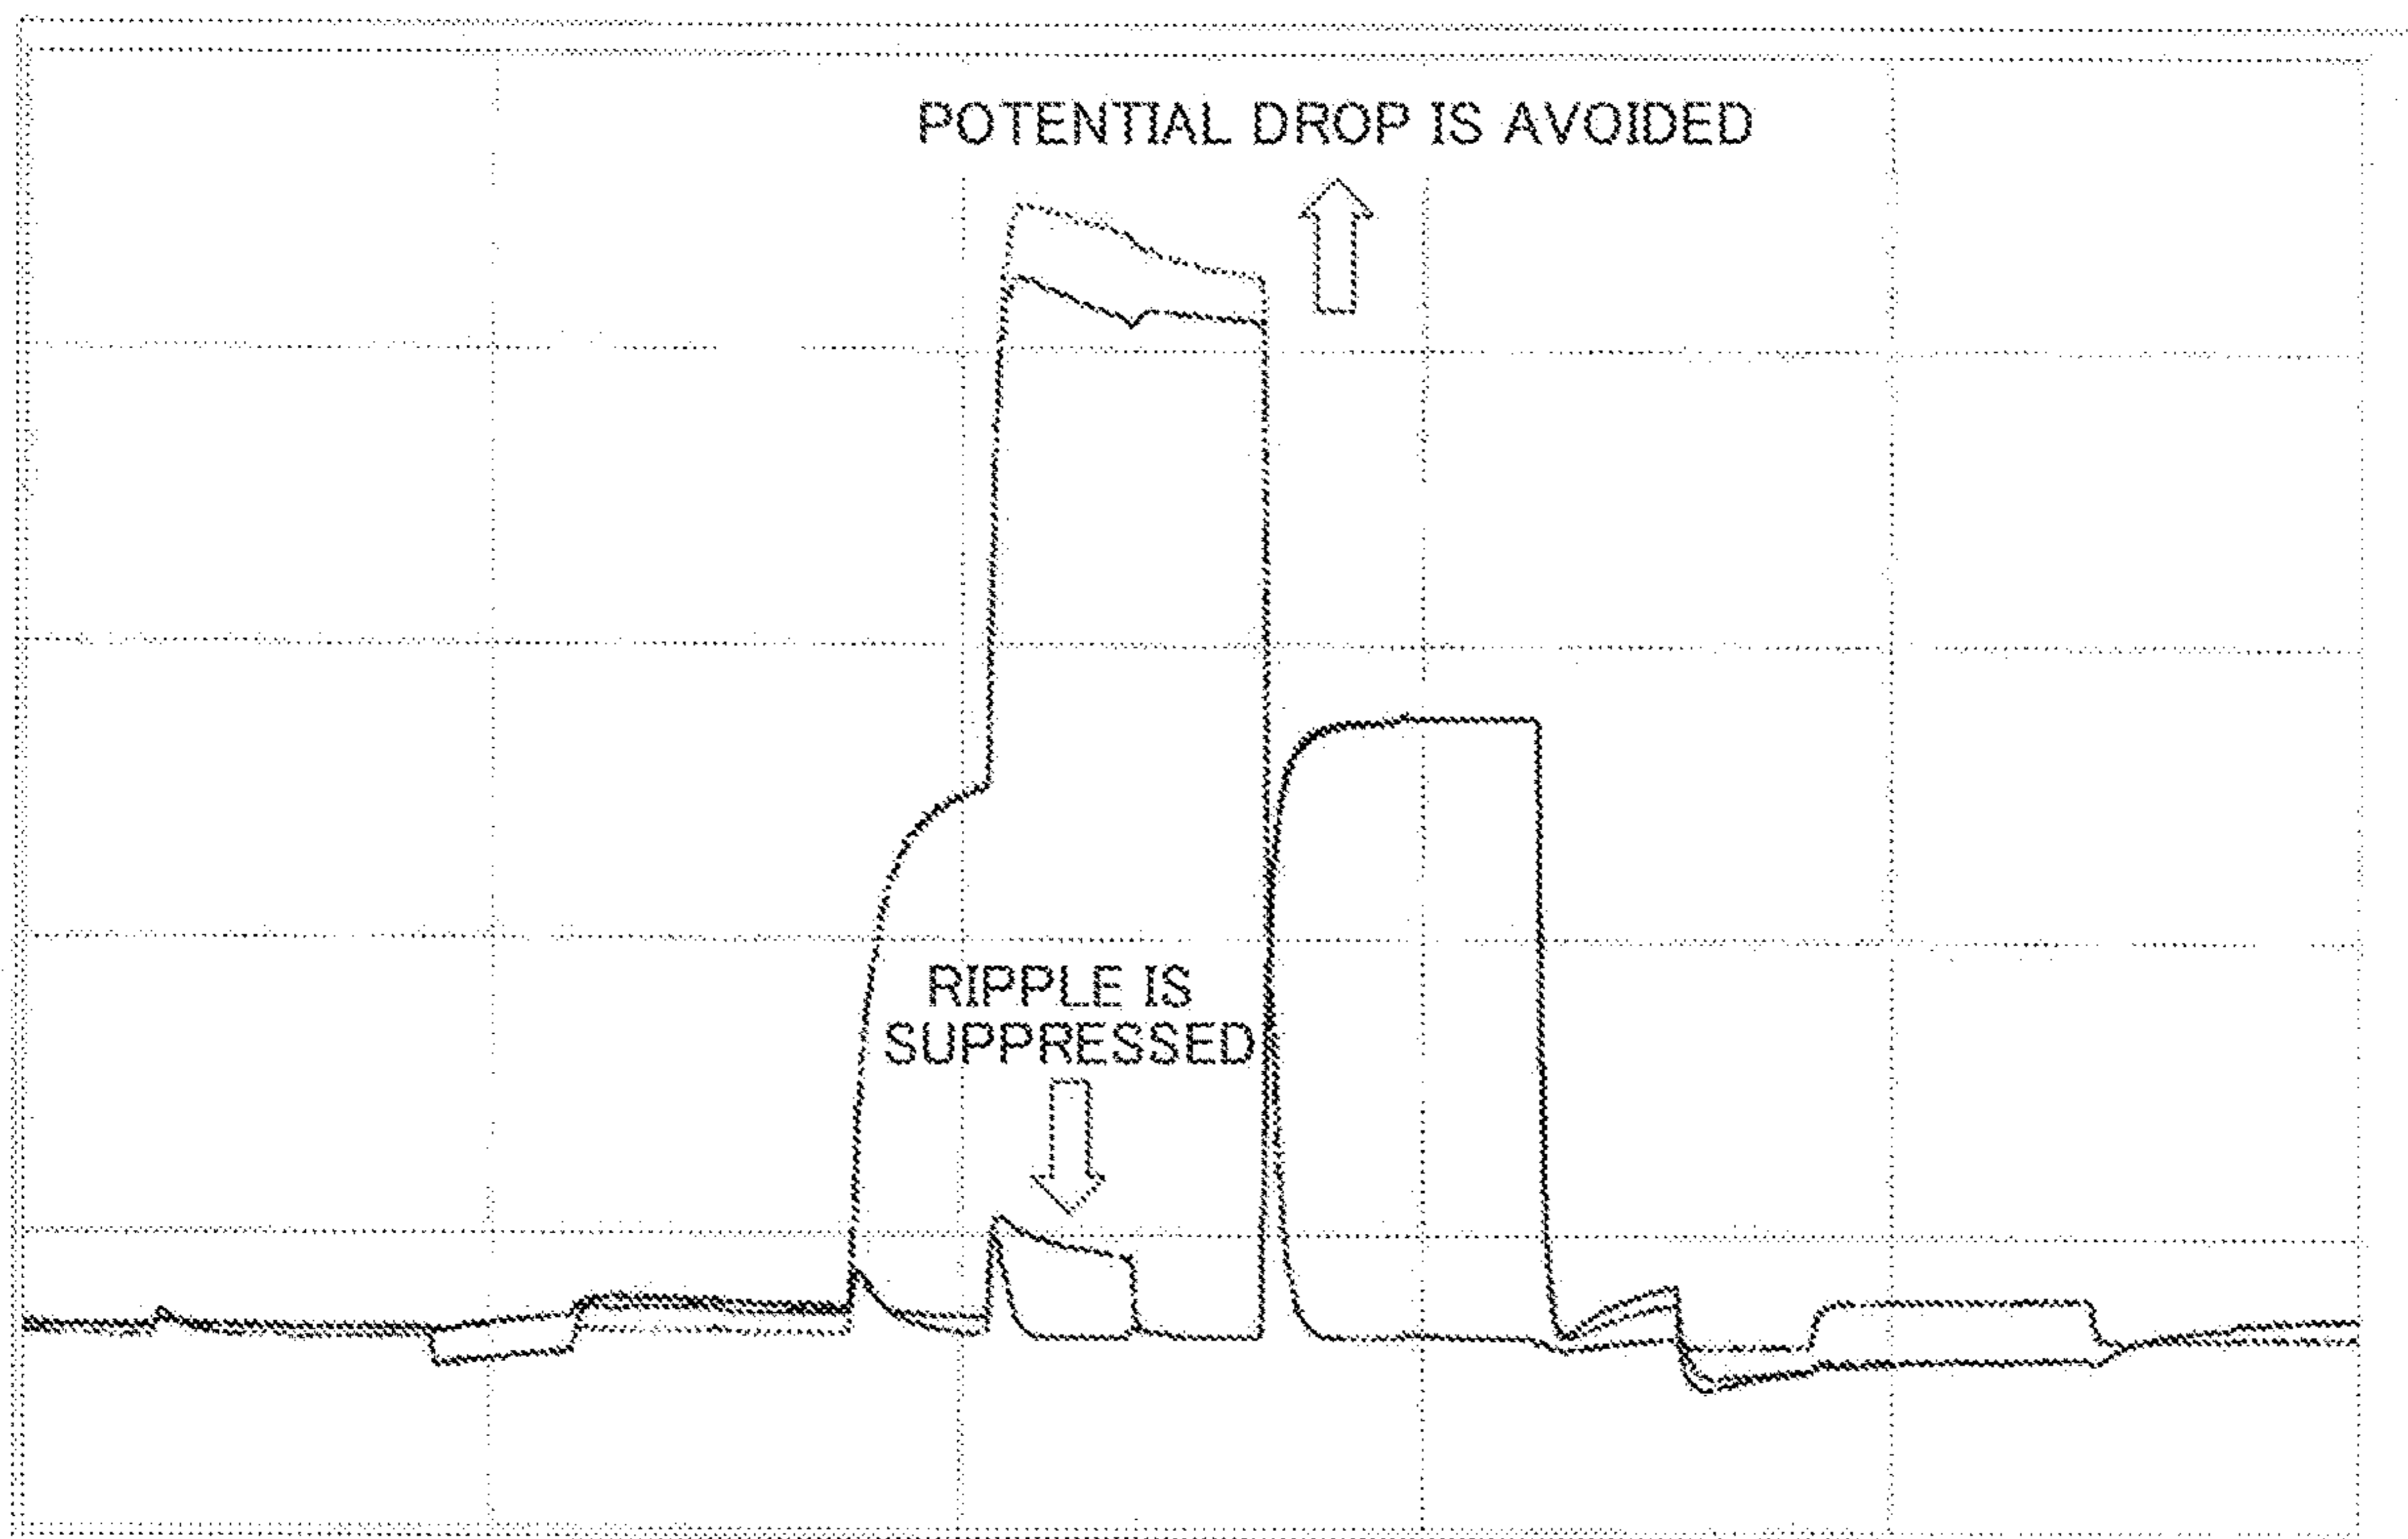 POTENTIAL DROP IS AVOIDED
RIPPLE IS
SUPPRESSED